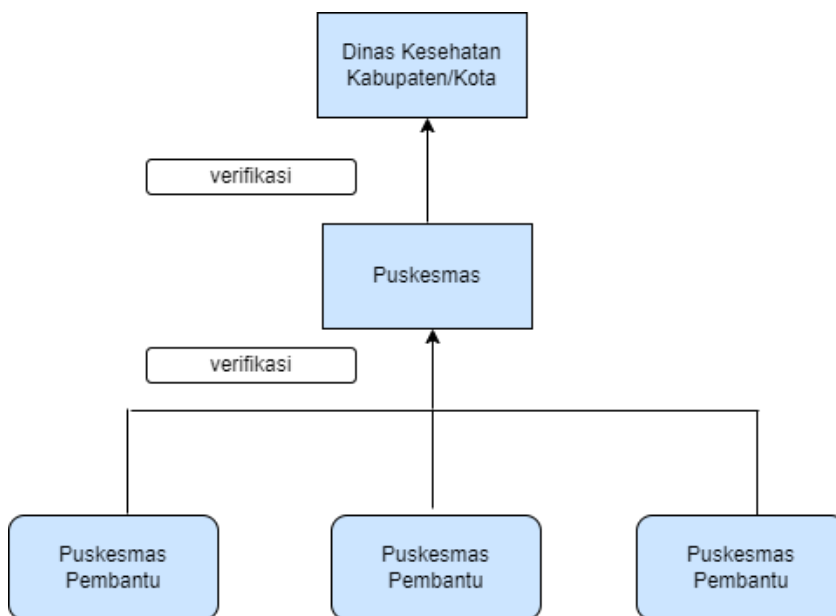 Dinas Kesehatan
Kabupaten/Kota
verifikasi
Puskesmas
verifikasi
Puskesmas
Pembantu
Puskesmas
Pembantu
Puskesmas
Pembantu